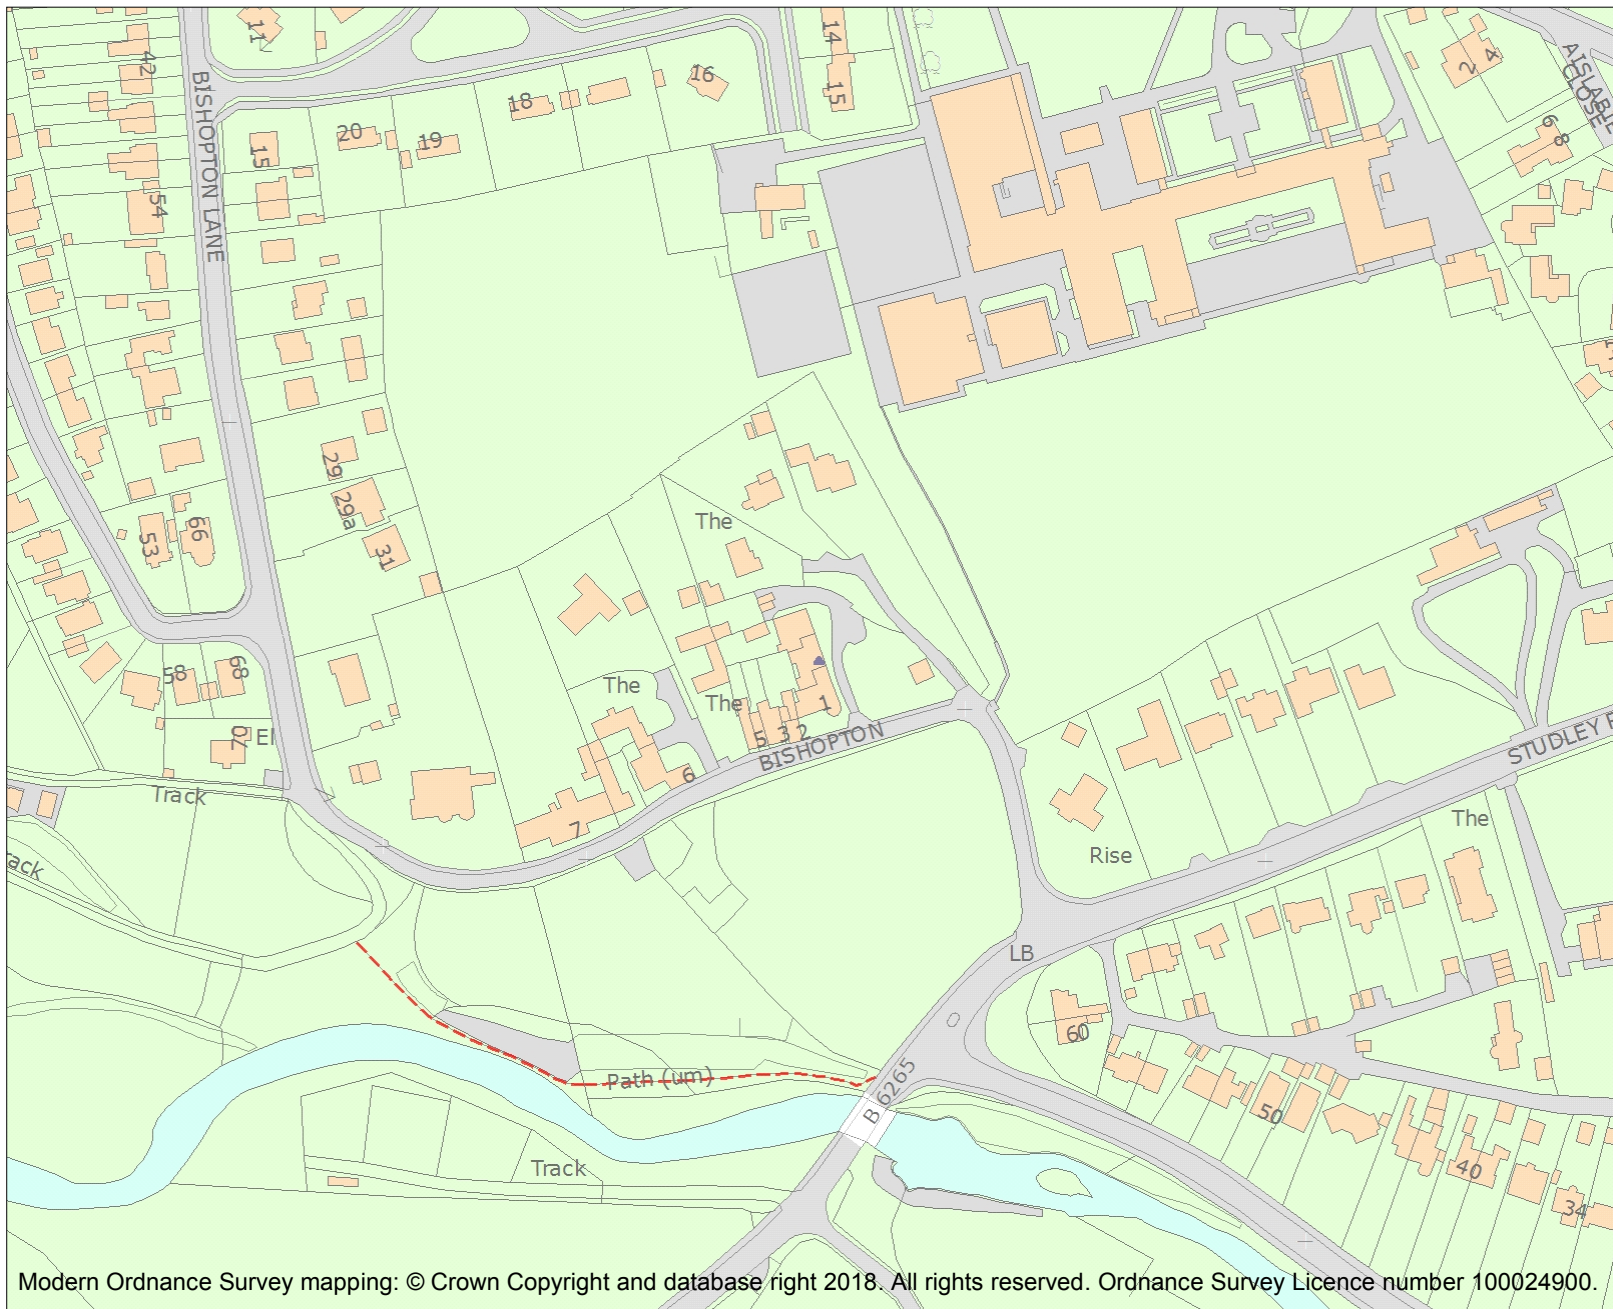 11
42
14
15
16
18
2 4
AISLABIE
CLOSE
BISHOPTON LANE
15
20
19
6 8
54
29
29a
31
53
66
The
58
68
The
The
1
5 3 2
BISHOPTON
70
El
6
STUDLEY R
Track
7
The
Rise
ack
LB
60
Path (um)
B 6265
50
Track
40
34
Modern Ordnance Survey mapping: © Crown Copyright and database right 2018. All rights reserved. Ordnance Survey Licence number 100024900.